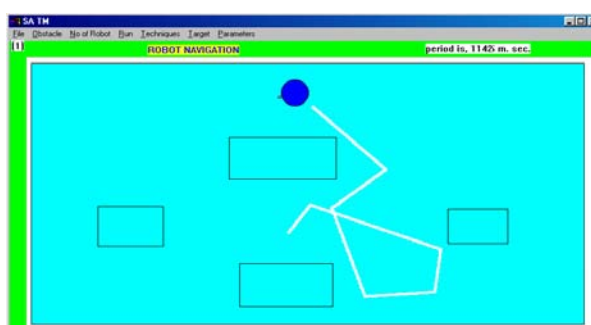 SA TM
File Obstacle No of Robot Run Techniques Target Parameters
(1)
ROBOT NAVIGATION
period is, 11425 m. sec.